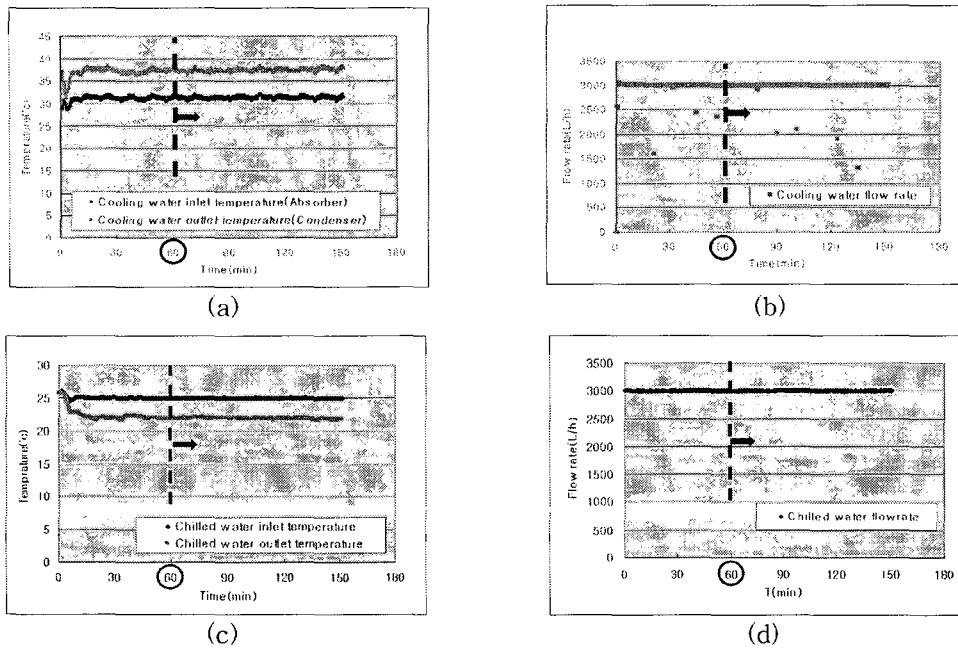 45
40
35
30
25
20
15
10
5
0
Temperature(℃)
• Cooling water inlet temperature(Absorber)
• Cooling water outlet temperature(Condenser)
0 30 60 90 120 150 180
Time(min)
(a)
3500
3000
2500
2000
1500
1000
500
0
Flow rate(L/h)
Cooling water flow rate
0 30 60 90 120 150 180
Time(min)
(b)
30
25
20
15
10
5
0
Temprature(℃)
• Chilled water inlet temperature
• Chilled water outlet temperature
0 30 60 90 120 150 180
Time(min)
(c)
3500
3000
2500
2000
1500
1000
500
0
Flow rate(L/h)
• Chilled water flowrate
0 30 60 90 120 150 180
T(min)
(d)